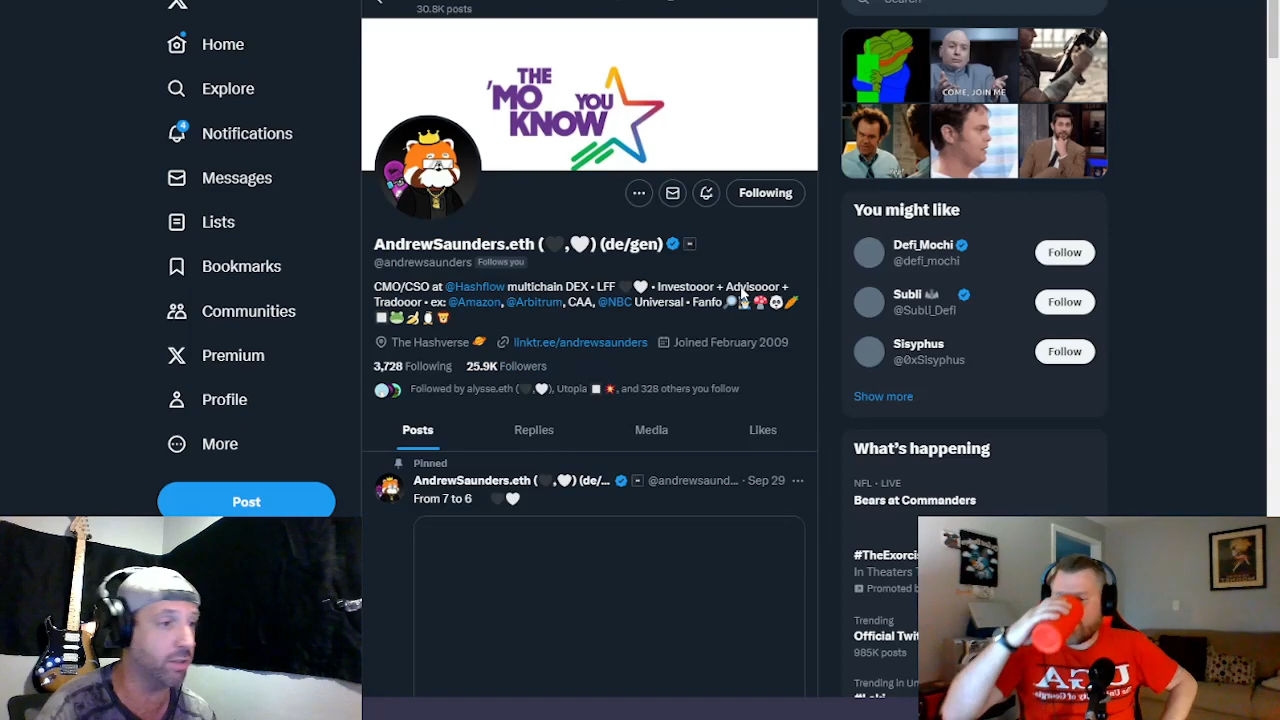 30.8K posts
Home
Explore
4
Notifications
Messages
Lists
Bookmarks
Communities
Premium
Profile
More
Post
THE
'MO YOU
KNOW
Following
AndrewSaunders.eth (🖤,🤍) (de/gen)
@andrewsaunders Follows you
CMO/CSO at @Hashflow multichain DEX • LFF 🖤🤍 • Investooor + Advisooor +
Tradooor • ex: @Amazon, @Arbitrum, CAA, @NBC Universal • Fanfo
The Hashverse 🪐 linktr.ee/andrewsaunders Joined February 2009
3,728 Following 25.9K Followers
Followed by alysse.eth (🖤,🤍), Utopia, and 328 others you follow
Posts Replies Media Likes
Pinned
AndrewSaunders.eth (🖤,🤍) (de/... @andrewsaund... · Sep 29
From 7 to 6 🖤🤍
Search
COME, JOIN ME
You might like
Defi_Mochi
@defi_mochi
Follow
Subli
@Subli_Defi
Follow
Sisyphus
@0xSisyphus
Follow
Show more
What's happening
NFL · LIVE
Bears at Commanders
#TheExorcis
In Theaters
Promoted b
Trending
Official Twit
985K posts
Trending in Un
#Loki
UGA